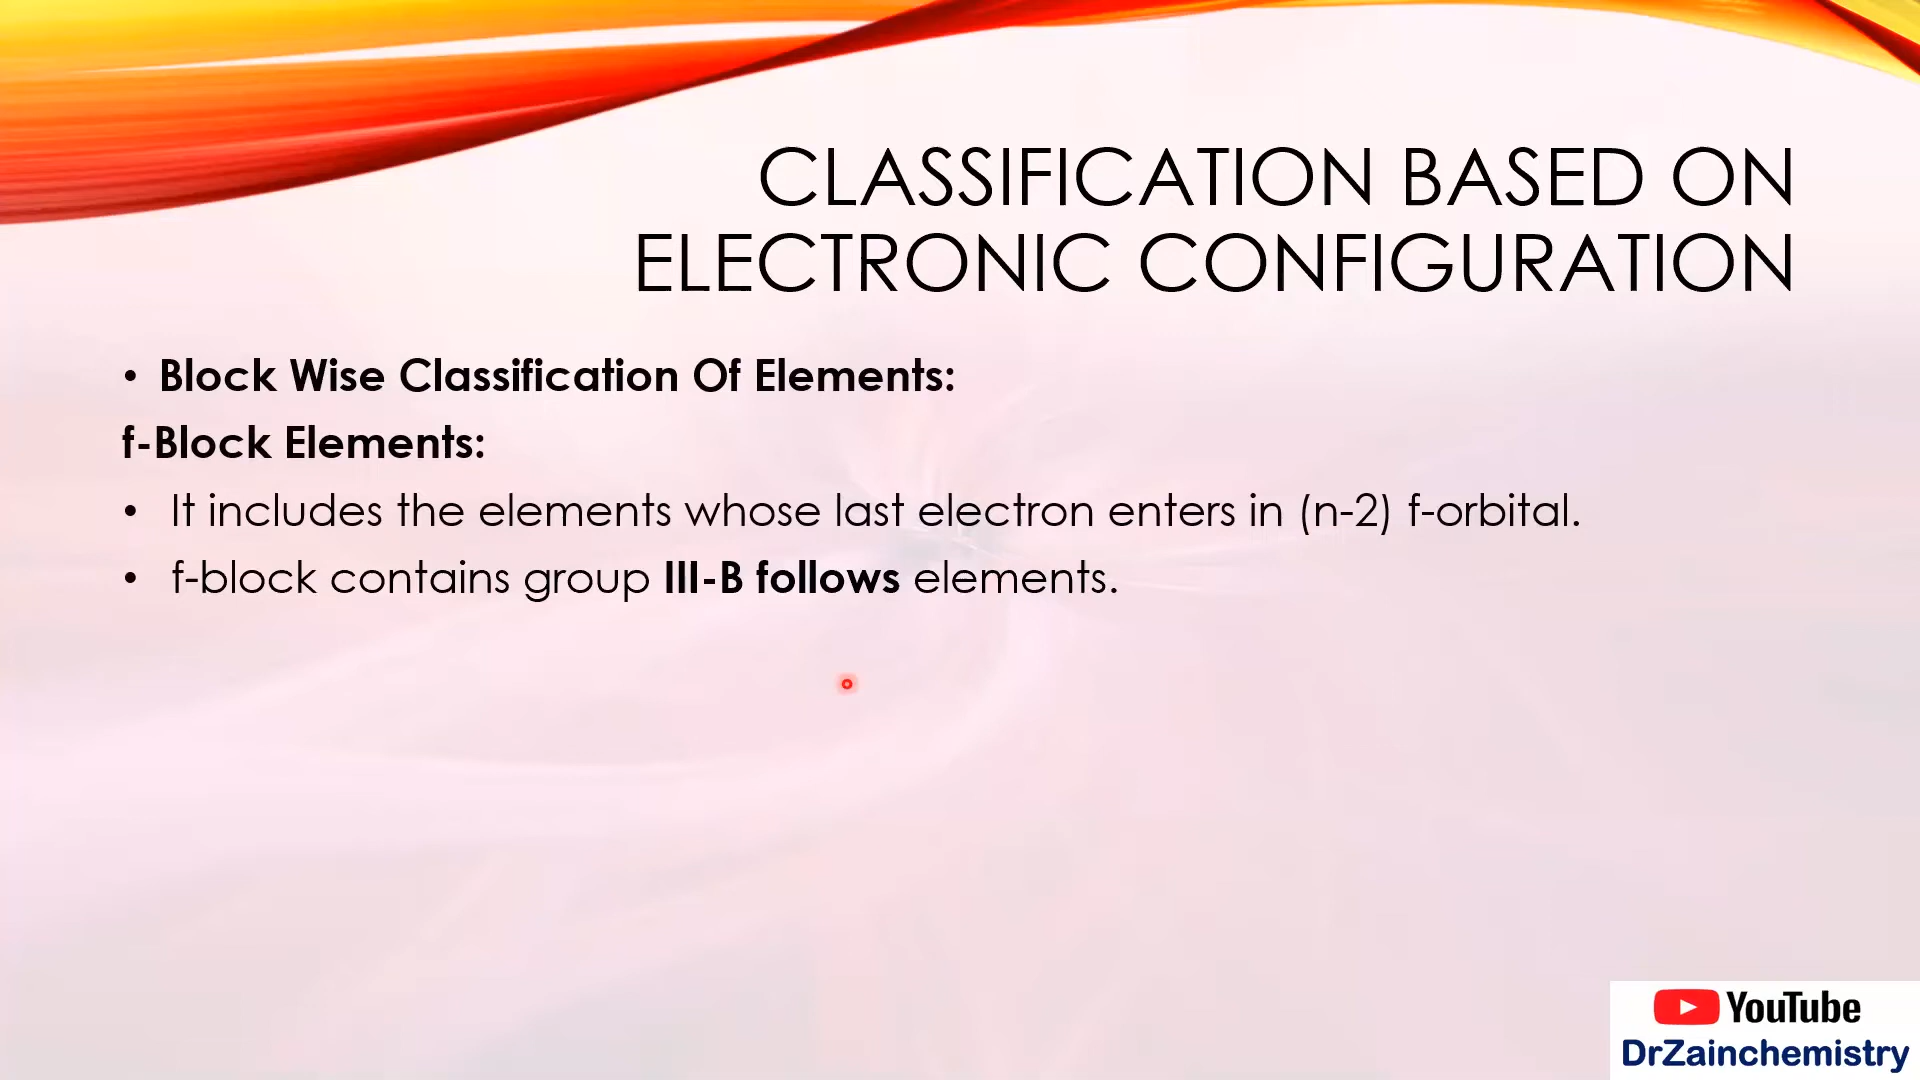 CLASSIFICATION BASED ON
ELECTRONIC CONFIGURATION
• Block Wise Classification Of Elements:
f-Block Elements:
• It includes the elements whose last electron enters in (n-2) f-orbital.
• f-block contains group III-B follows elements.
YouTube
DrZainchemistry